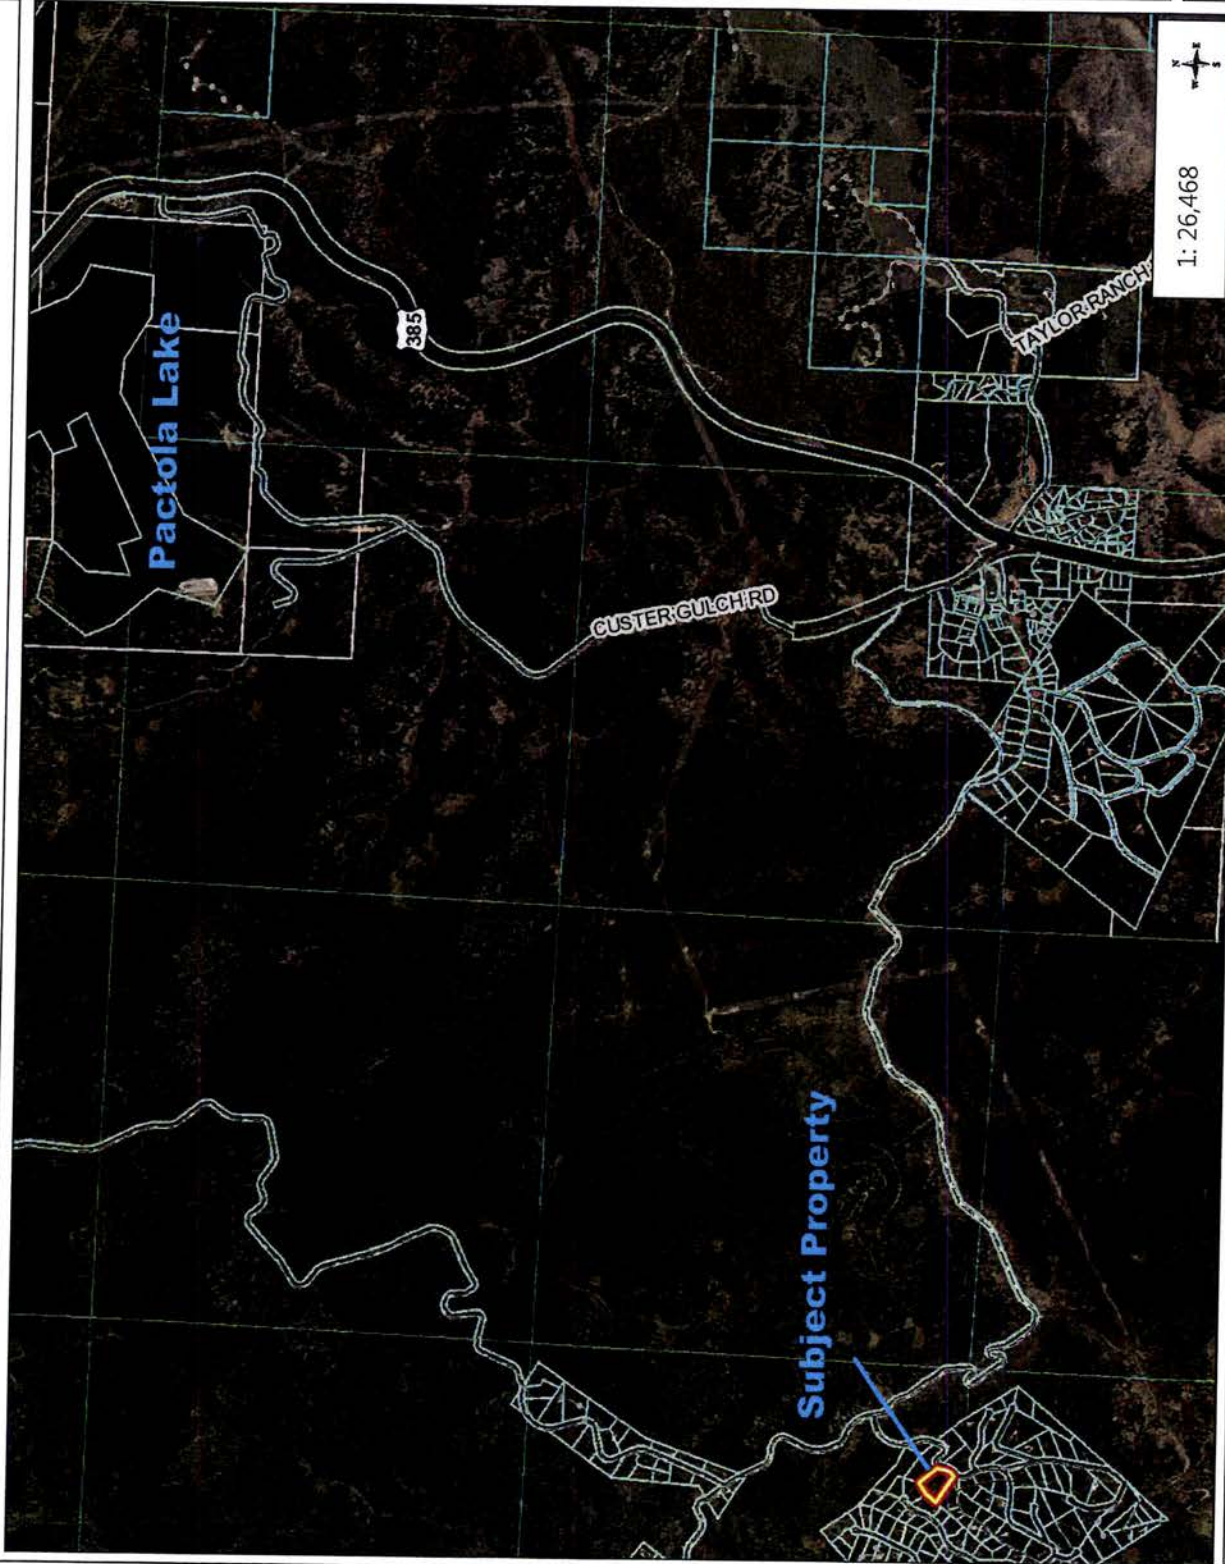 Pactola Lake
385
CUSTER GULCH RD
TAYLOR RANCH
Subject Property
N
W E
S
1: 26,468